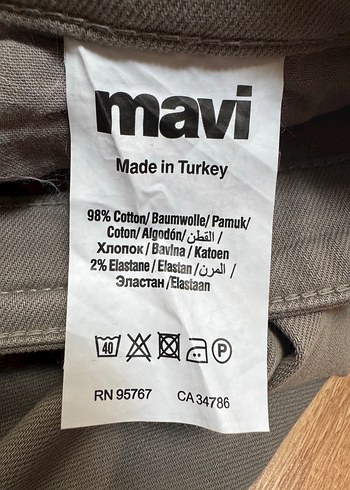 mavi
Made in Turkey
98% Cotton/ Baumwolle/ Pamuk/
Coton/ Algodón/ القطن /
Хлопок / Bavlna / Katoen
2% Elastane / Elastan / المرن /
Эластан /Elastaan
40 P
RN 95767 CA 34786